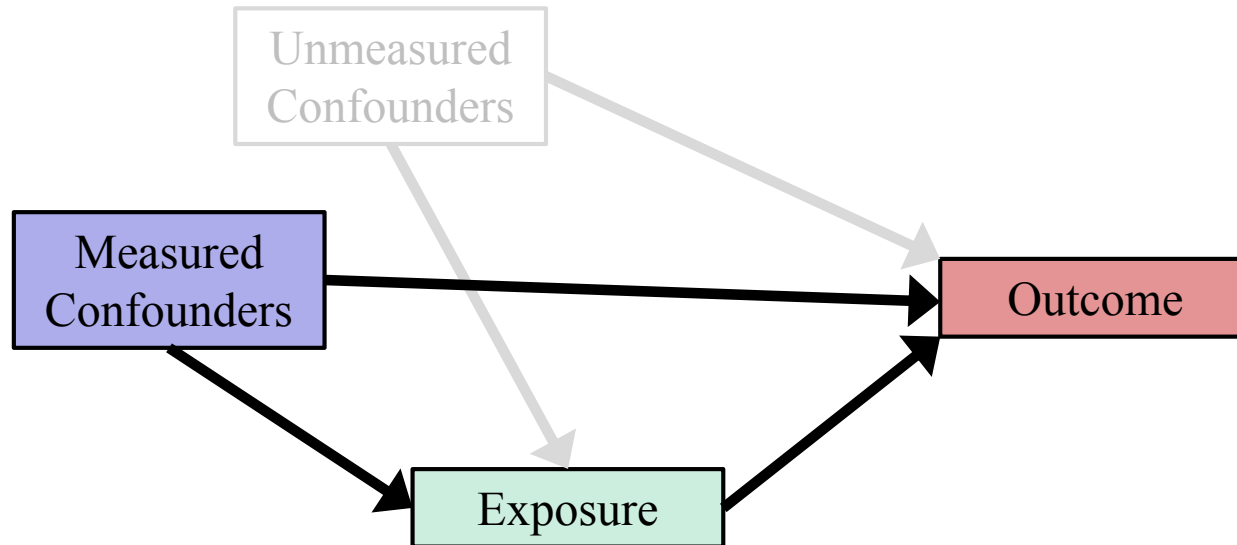 Unmeasured
Confounders
Measured
Confounders
Outcome
Exposure